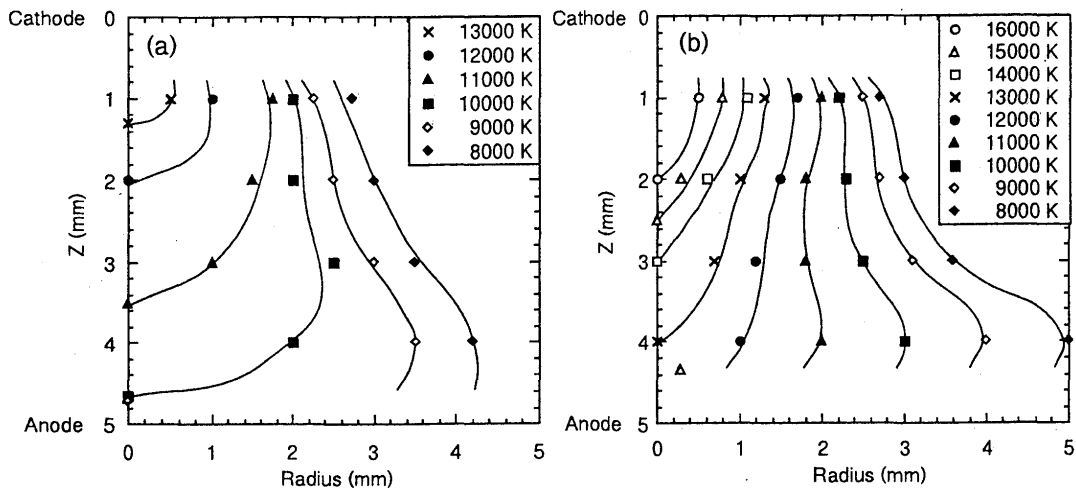 Cathode
0
1
2
3
4
5
Anode
Z (mm)
(a)
13000 K
12000 K
11000 K
10000 K
9000 K
8000 K
0
1
2
3
4
5
Radius (mm)
Cathode
0
1
2
3
4
5
Anode
Z (mm)
(b)
16000 K
15000 K
14000 K
13000 K
12000 K
11000 K
10000 K
9000 K
8000 K
0
1
2
3
4
5
Radius (mm)